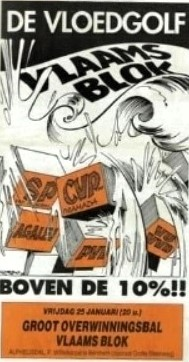 DE VLOEDGOLF
VLAAMS
BLOK
SP
CVP
AGALEV
PVV
BOVEN DE 10%!!
VRIJDAG 25 JANUARI (20 u.)
GROOT OVERWINNINGSBAL
VLAAMS BLOK